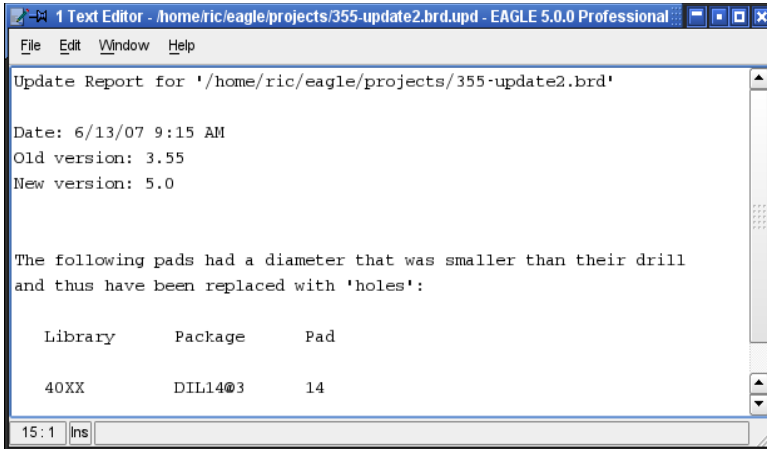 1 Text Editor - /home/ric/eagle/projects/355-update2.brd.upd - EAGLE 5.0.0 Professional
File Edit Window Help
Update Report for '/home/ric/eagle/projects/355-update2.brd'
Date: 6/13/07 9:15 AM
Old version: 3.55
New version: 5.0
The following pads had a diameter that was smaller than their drill
and thus have been replaced with 'holes':
Library Package Pad
40XX DIL14@3 14
15:1 Ins